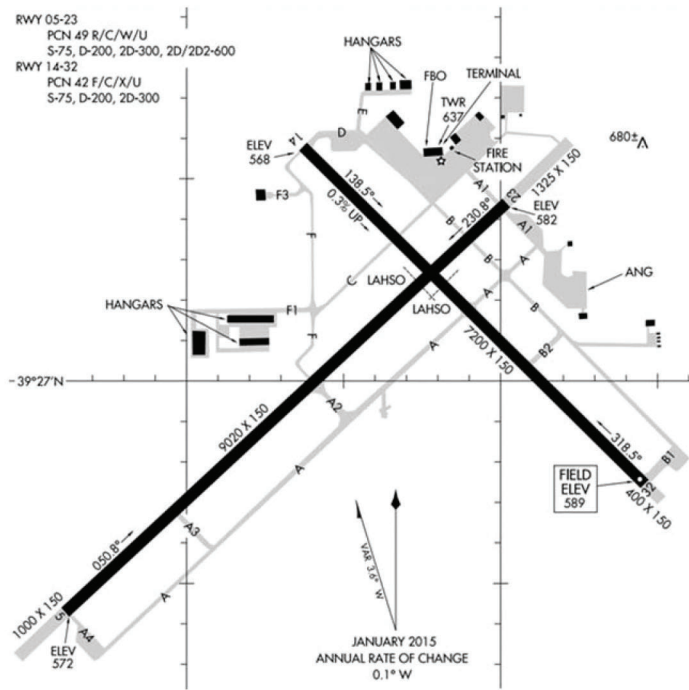 RWY 05-23
PCN 49 R/C/W/U
S-75, D-200, 2D-300, 2D/2D2-600
RWY 14-32
PCN 42 F/C/X/U
S-75, D-200, 2D-300
HANGARS
TERMINAL
FBO
TWR
637
E
D
ELEV
568
14
FIRE
STATION
680±
1325 X 150
A1
23
138.5°
0.3% UP
230.8°
ELEV
582
F3
B
A1
F
B
A
C
LAHSO
LAHSO
A
ANG
HANGARS
F1
B
F
A
7200 X 150
B2
39°27'N
A2
9020 X 150
318.5°
B1
A
FIELD
ELEV
589
32
400 X 150
A3
050.8°
VAR 3.6° W
A
1000 X 150
5
A4
ELEV
572
JANUARY 2015
ANNUAL RATE OF CHANGE
0.1° W